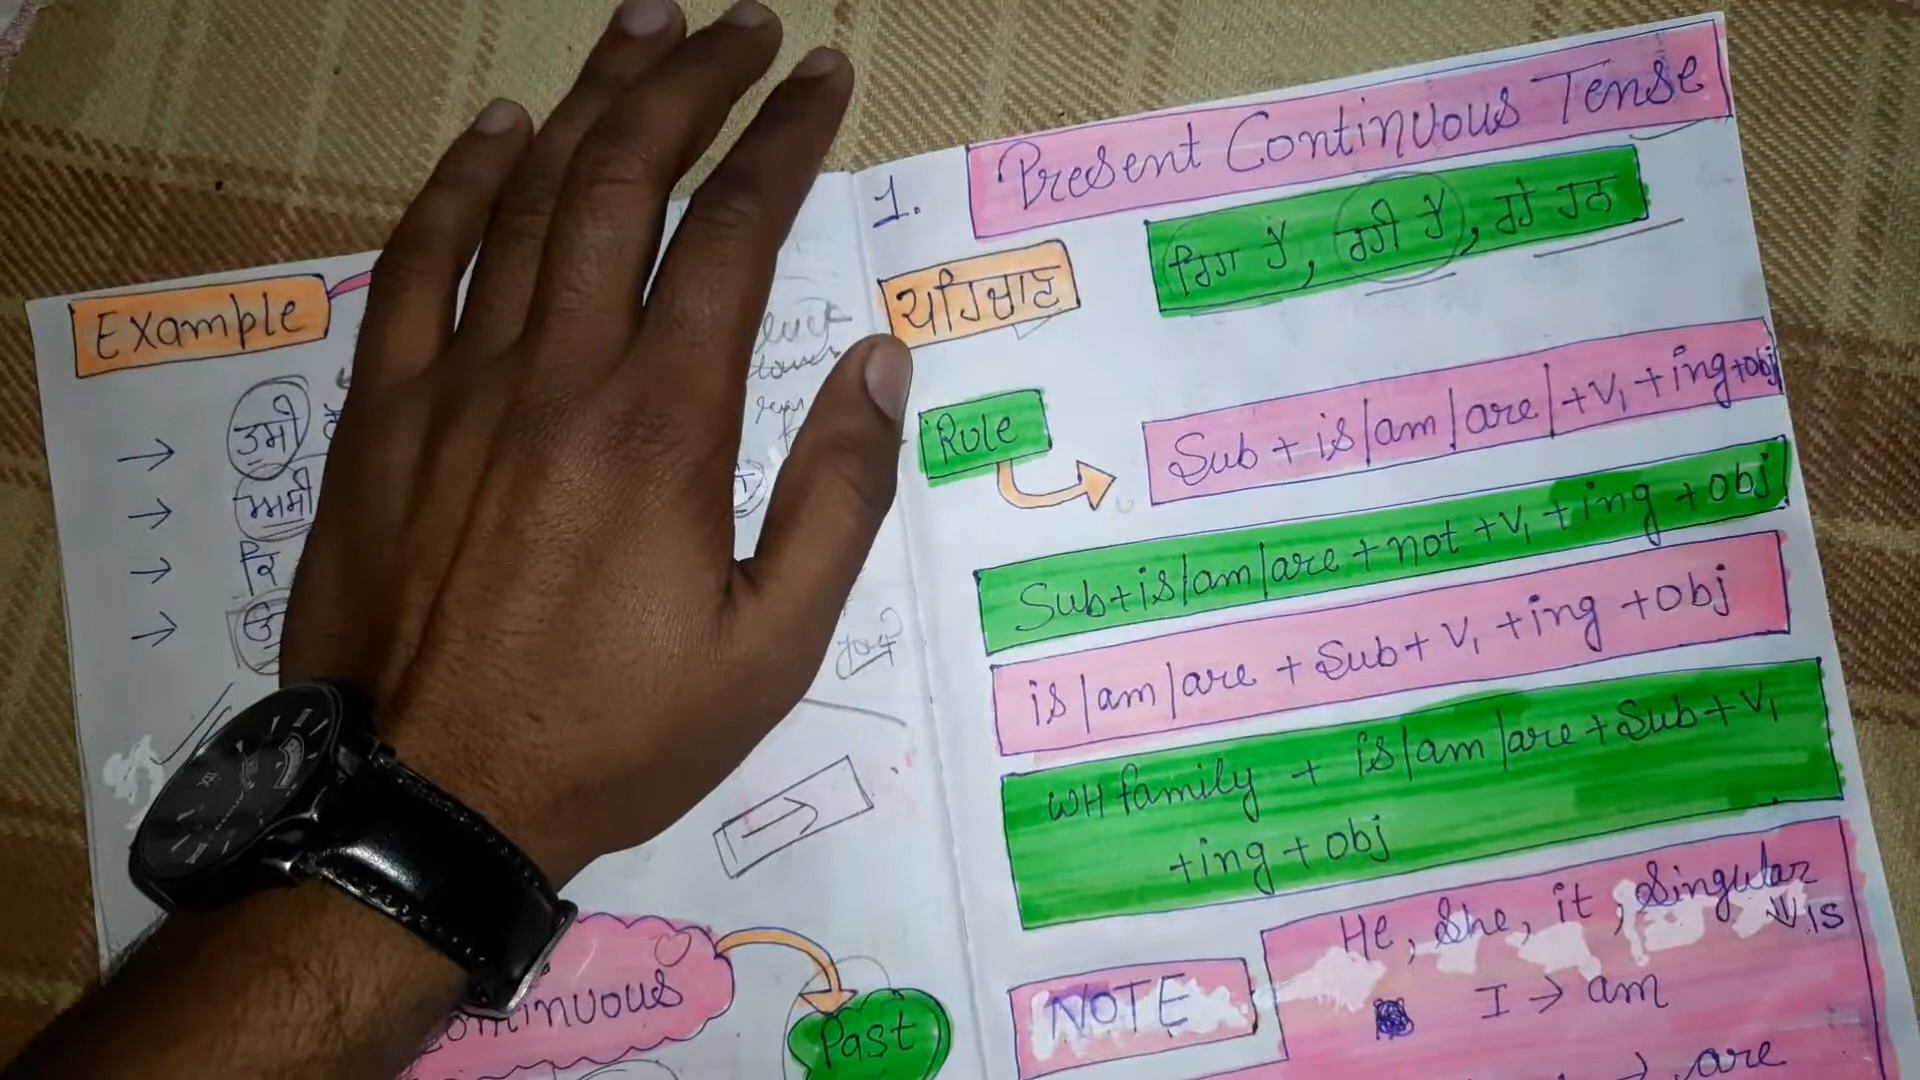 Example
ਤੁਸੀ
ਅਸੀ
ਕਿ
Continuous
Past
1. Present Continuous Tense
ਪਹਿਚਾਣ
ਰਿਹਾ ਹੈ, ਰਹੀ ਹੈ, ਰਹੇ ਹਨ
Rule
Sub + is/am/are/+V₁ + ing+obj
Sub+is/am/are + not +V₁ + ing + obj
is/am/are + Sub+ V₁ +ing +obj
WH family + is/am/are + Sub + V₁
+ing + obj
NOTE
He, She, it, Singular
↓ is
I → am
→ are